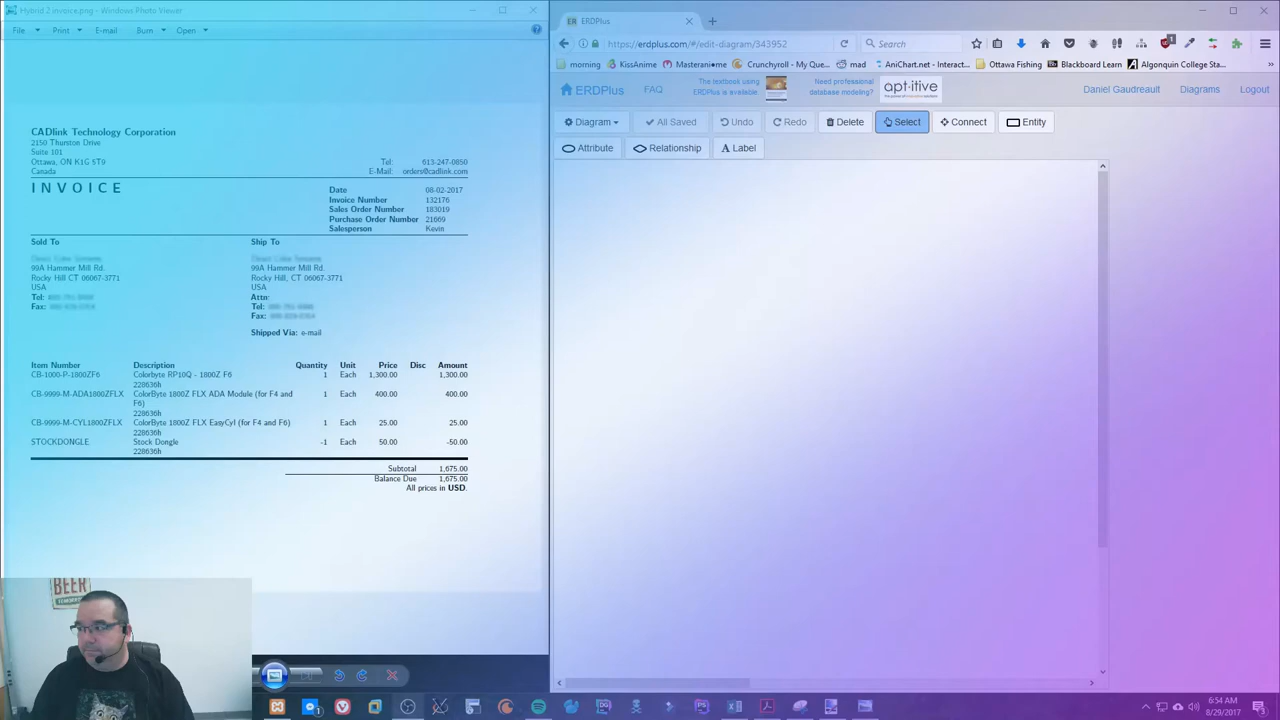 Hybrid 2 invoice.png - Windows Photo Viewer
File Print E-mail Burn Open
CADlink Technology Corporation
2150 Thurston Drive
Suite 101
Ottawa, ON K1G 5T9
Canada
Tel: 613-247-0850
E-Mail: orders@cadlink.com
INVOICE
Date 08-02-2017
Invoice Number 132176
Sales Order Number 183019
Purchase Order Number 21669
Salesperson Kevin
Sold To
99A Hammer Mill Rd.
Rocky Hill CT 06067-3771
USA
Tel:
Fax:
Ship To
99A Hammer Mill Rd.
Rocky Hill, CT 06067-3771
USA
Attn:
Tel:
Fax:
Shipped Via: e-mail
Item Number Description Quantity Unit Price Disc Amount
CB-1000-P-1800ZF6 Colorbyte RP10Q - 1800Z F6 1 Each 1,300.00 1,300.00
228636h
CB-9999-M-ADA1800ZFLX ColorByte 1800Z FLX ADA Module (for F4 and 1 Each 400.00 400.00
F6)
228636h
CB-9999-M-CYL1800ZFLX ColorByte 1800Z FLX EasyCyl (for F4 and F6) 1 Each 25.00 25.00
228636h
STOCKDONGLE Stock Dongle -1 Each 50.00 -50.00
228636h
Subtotal 1,675.00
Balance Due 1,675.00
All prices in USD.
BEER
ERDPlus
https://erdplus.com/#/edit-diagram/343952
Search
1
morning KissAnime Masterani•me Crunchyroll - My Que... mad AniChart.net - Interact... Ottawa Fishing Blackboard Learn Algonquin College Sta...
ERDPlus FAQ
The textbook using
ERDPlus is available.
Need professional
database modeling?
apt·itive
Daniel Gaudreault Diagrams Logout
Diagram All Saved Undo Redo Delete Select Connect Entity
Attribute Relationship Label
6:54 AM
8/29/2017
3